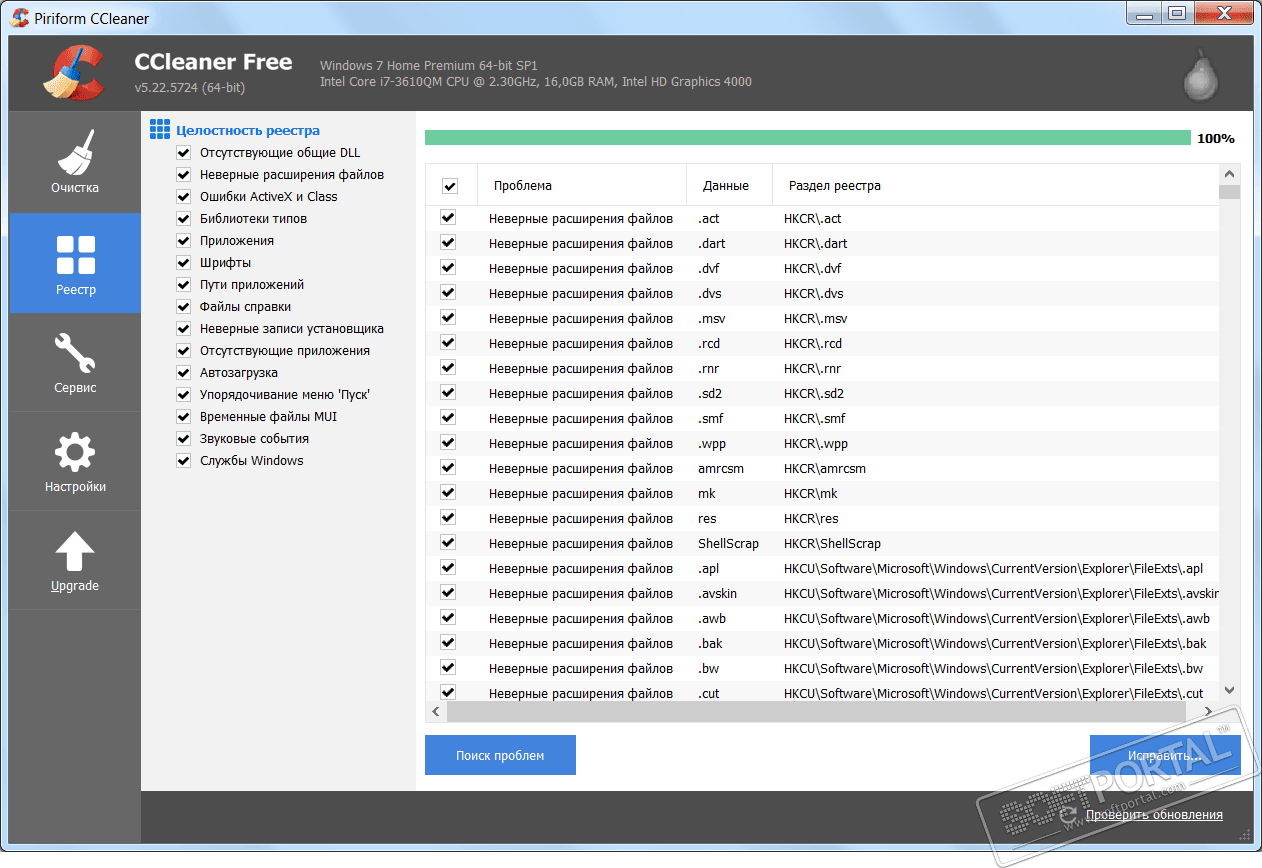 Piriform CCleaner
CCleaner Free
v5.22.5724 (64-bit)
Windows 7 Home Premium 64-bit SP1
Intel Core i7-3610QM CPU @ 2.30GHz, 16,0GB RAM, Intel HD Graphics 4000
Очистка
Реестр
Сервис
Настройки
Upgrade
Целостность реестра
Отсутствующие общие DLL
Неверные расширения файлов
Ошибки ActiveX и Class
Библиотеки типов
Приложения
Шрифты
Пути приложений
Файлы справки
Неверные записи установщика
Отсутствующие приложения
Автозагрузка
Упорядочивание меню 'Пуск'
Временные файлы MUI
Звуковые события
Службы Windows
100%
Проблема Данные Раздел реестра
Неверные расширения файлов .act HKCR\.act
Неверные расширения файлов .dart HKCR\.dart
Неверные расширения файлов .dvf HKCR\.dvf
Неверные расширения файлов .dvs HKCR\.dvs
Неверные расширения файлов .msv HKCR\.msv
Неверные расширения файлов .rcd HKCR\.rcd
Неверные расширения файлов .rnr HKCR\.rnr
Неверные расширения файлов .sd2 HKCR\.sd2
Неверные расширения файлов .smf HKCR\.smf
Неверные расширения файлов .wpp HKCR\.wpp
Неверные расширения файлов amrcsm HKCR\amrcsm
Неверные расширения файлов mk HKCR\mk
Неверные расширения файлов res HKCR\res
Неверные расширения файлов ShellScrap HKCR\ShellScrap
Неверные расширения файлов .apl HKCU\Software\Microsoft\Windows\CurrentVersion\Explorer\FileExts\.apl
Неверные расширения файлов .avskin HKCU\Software\Microsoft\Windows\CurrentVersion\Explorer\FileExts\.avskin
Неверные расширения файлов .awb HKCU\Software\Microsoft\Windows\CurrentVersion\Explorer\FileExts\.awb
Неверные расширения файлов .bak HKCU\Software\Microsoft\Windows\CurrentVersion\Explorer\FileExts\.bak
Неверные расширения файлов .bw HKCU\Software\Microsoft\Windows\CurrentVersion\Explorer\FileExts\.bw
Неверные расширения файлов .cut HKCU\Software\Microsoft\Windows\CurrentVersion\Explorer\FileExts\.cut
Поиск проблем
Исправить...
SOFTPORTAL™
www.softportal.com
Проверить обновления